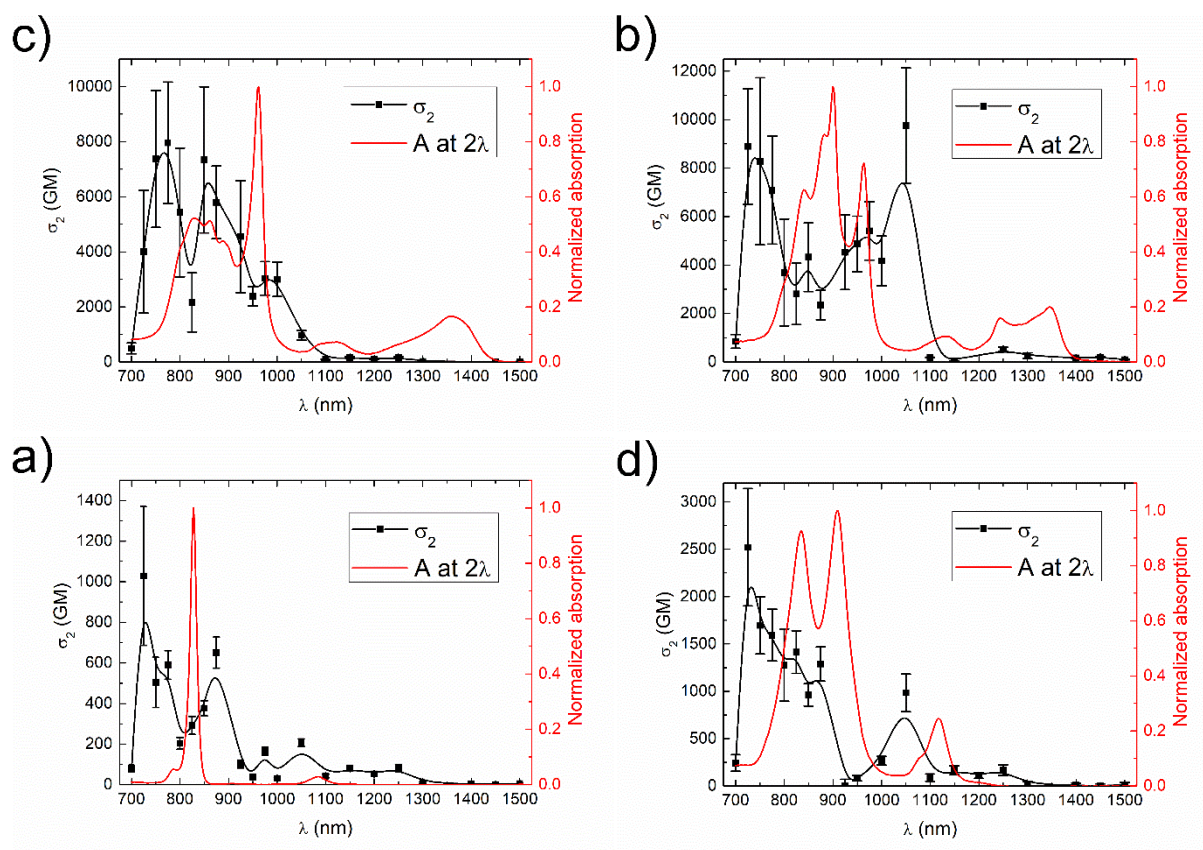 c)
10000
8000
6000
4000
2000
0
σ₂ (GM)
σ₂
A at 2λ
1.0
0.8
0.6
0.4
0.2
0.0
Normalized absorption
700 800 900 1000 1100 1200 1300 1400 1500
λ (nm)
b)
12000
10000
8000
6000
4000
2000
0
σ₂ (GM)
σ₂
A at 2λ
1.0
0.8
0.6
0.4
0.2
0.0
Normalized absorption
700 800 900 1000 1100 1200 1300 1400 1500
λ (nm)
a)
1400
1200
1000
800
600
400
200
0
σ₂ (GM)
σ₂
A at 2λ
1.0
0.8
0.6
0.4
0.2
0.0
Normalized absorption
700 800 900 1000 1100 1200 1300 1400 1500
λ (nm)
d)
3000
2500
2000
1500
1000
500
0
σ₂ (GM)
σ₂
A at 2λ
1.0
0.8
0.6
0.4
0.2
0.0
Normalized absorption
700 800 900 1000 1100 1200 1300 1400 1500
λ (nm)